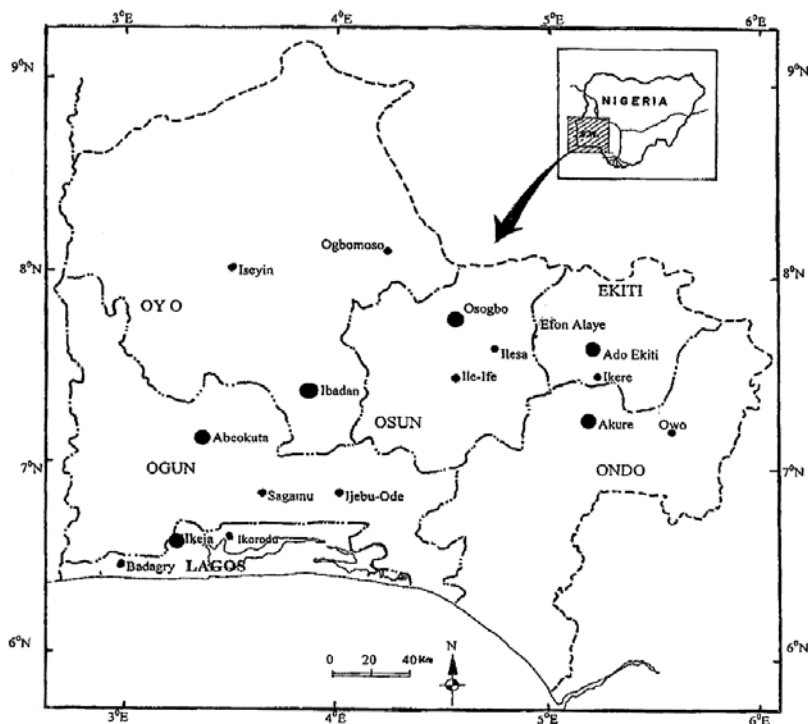 3°E 4°E 5°E 6°E
9°N 9°N
NIGERIA
S.W.
Ogbomoso
8°N Iseyin 8°N
OYO EKITI
Osogbo
Efon Alaye
Ilesa Ado Ekiti
Ile-Ife Ikere
Ibadan
OSUN Akure Owo
Abeokuta
7°N OGUN ONDO 7°N
Sagamu Ijebu-Ode
Ikeja Ikorodu
Badagry LAGOS
6°N 6°N
N
0 20 40 Km
3°E 4°E 5°E 6°E